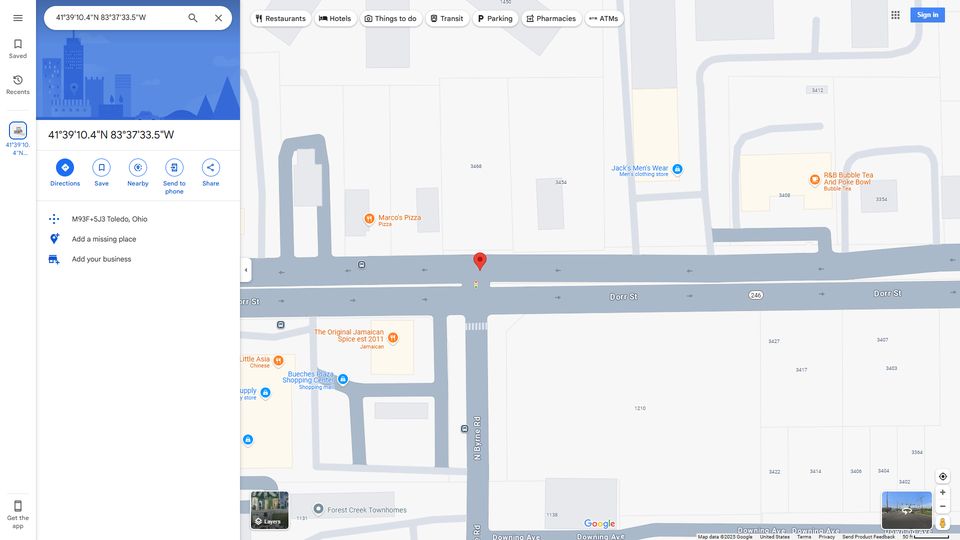 41°39'10.4"N 83°37'33.5"W
Restaurants
Hotels
Things to do
Transit
Parking
Pharmacies
ATMs
Sign in
Saved
Recents
41°39'10.
4"N...
41°39'10.4"N 83°37'33.5"W
Directions
Save
Nearby
Send to
phone
Share
M93F+5J3 Toledo, Ohio
Add a missing place
Add your business
Get the
app
3412
3468
3454
Jack's Men's Wear
Men's clothing store
R&B Bubble Tea
And Poke Bowl
Bubble Tea
3408
3354
Marco's Pizza
Pizza
Dorr St
Dorr St
246
Dorr St
The Original Jamaican
Spice est 2011
Jamaican
Little Asia
Chinese
Bueches Plaza
Shopping Center
Shopping mall
N Byrne Rd
3427
3407
3417
3403
1210
3364
3422
3414
3406
3404
3402
Forest Creek Townhomes
1131
1138
Layers
Google
Downing Ave
Downing Ave
Downing Ave
Downing Ave
Map data ©2025 Google
United States
Terms
Privacy
Send Product Feedback
50 ft